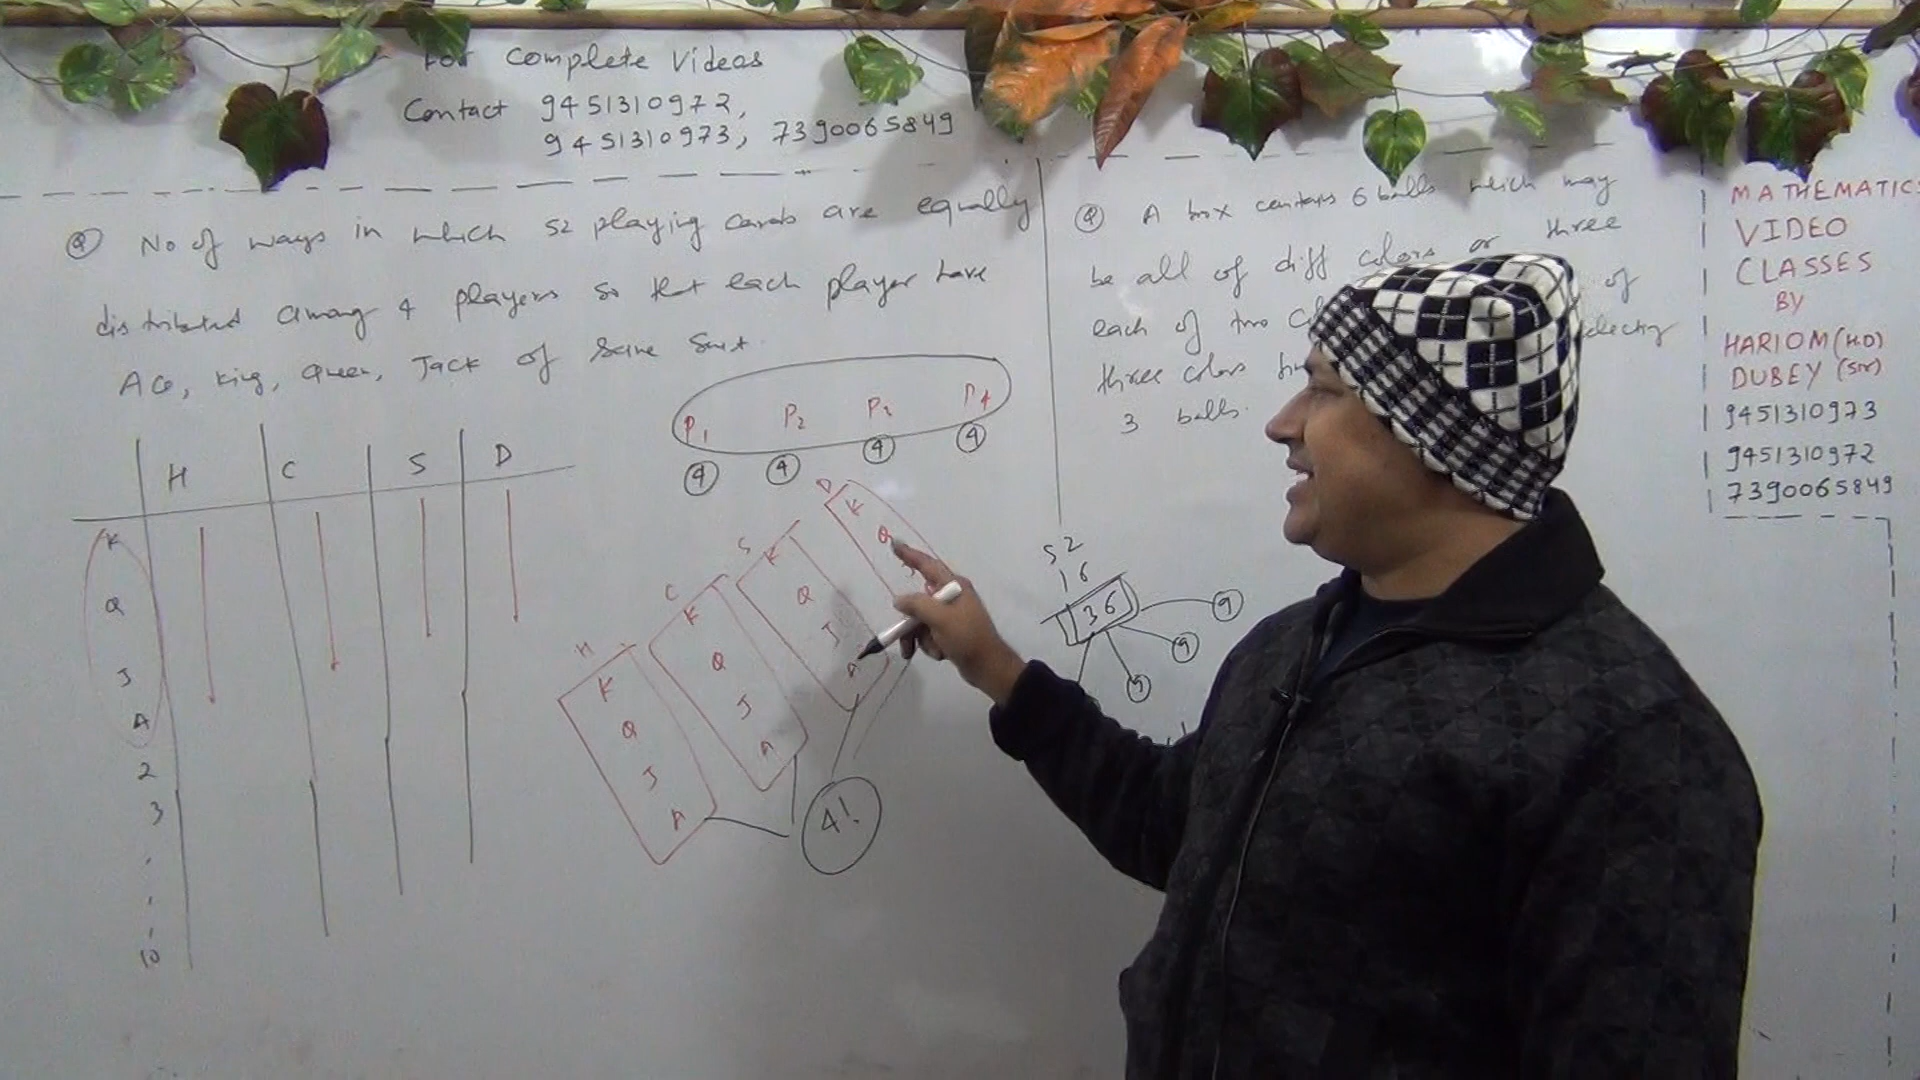 For Complete Videos
Contact 9451310972,
9451310973, 7390065849
Q No of ways in which 52 playing cards are equally
distributed among 4 players so that each player have
Ace, King, Queen, Jack of same suit.
H C S D
K
Q
J
A
2
3
10
P1 P2 P3 P4
4 4 4 4
H C S D
K K K K
Q Q Q Q
J J J J
A A A
4!
Q A box contains 6 balls which may
be all of diff colors or three
each of two of
three colors
3 balls.
52
16
36
9
9
9
MATHEMATICS
VIDEO
CLASSES
BY
HARIOM (H.D)
DUBEY (Sir)
9451310973
9451310972
7390065849